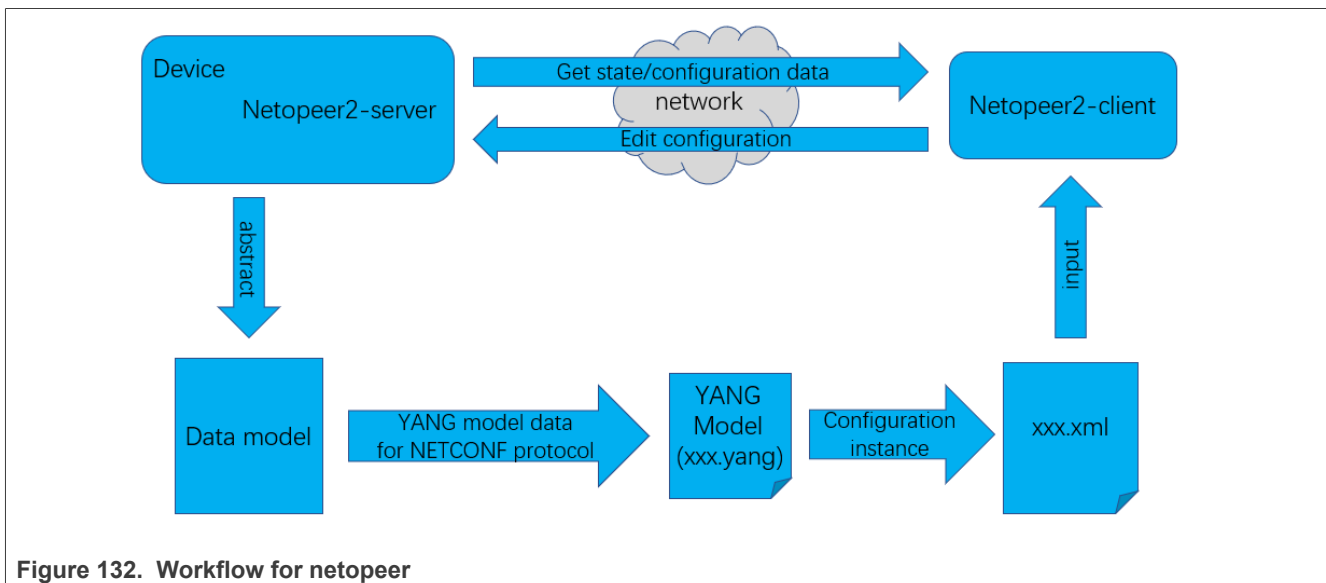 Device
Netopeer2-server
Get state/configuration data
network
Edit configuration
Netopeer2-client
abstract
input
Data model
YANG model data
for NETCONF protocol
YANG
Model
(xxx.yang)
Configuration
instance
xxx.xml
Figure 132. Workflow for netopeer